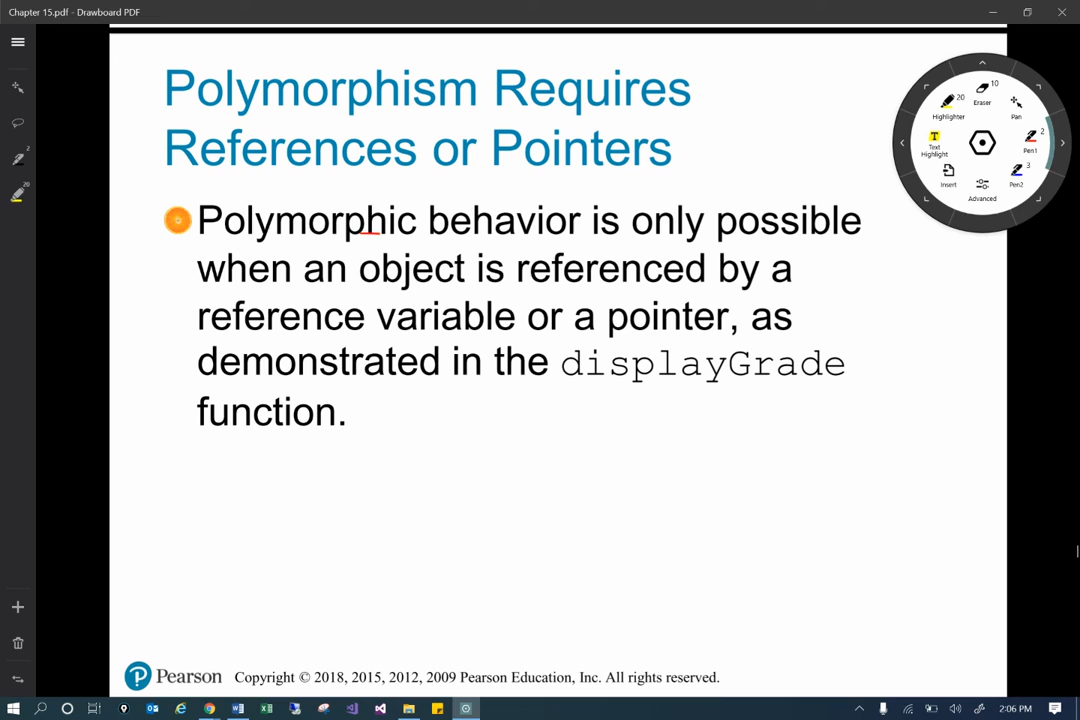 Chapter 15.pdf - Drawboard PDF
Polymorphism Requires
References or Pointers
Polymorphic behavior is only possible
when an object is referenced by a
reference variable or a pointer, as
demonstrated in the displayGrade
function.
10
Eraser
20
Highlighter
Pan
T
Text
Highlight
2
Pen1
Insert
3
Pen2
Advanced
2
20
P Pearson Copyright © 2018, 2015, 2012, 2009 Pearson Education, Inc. All rights reserved.
2:06 PM